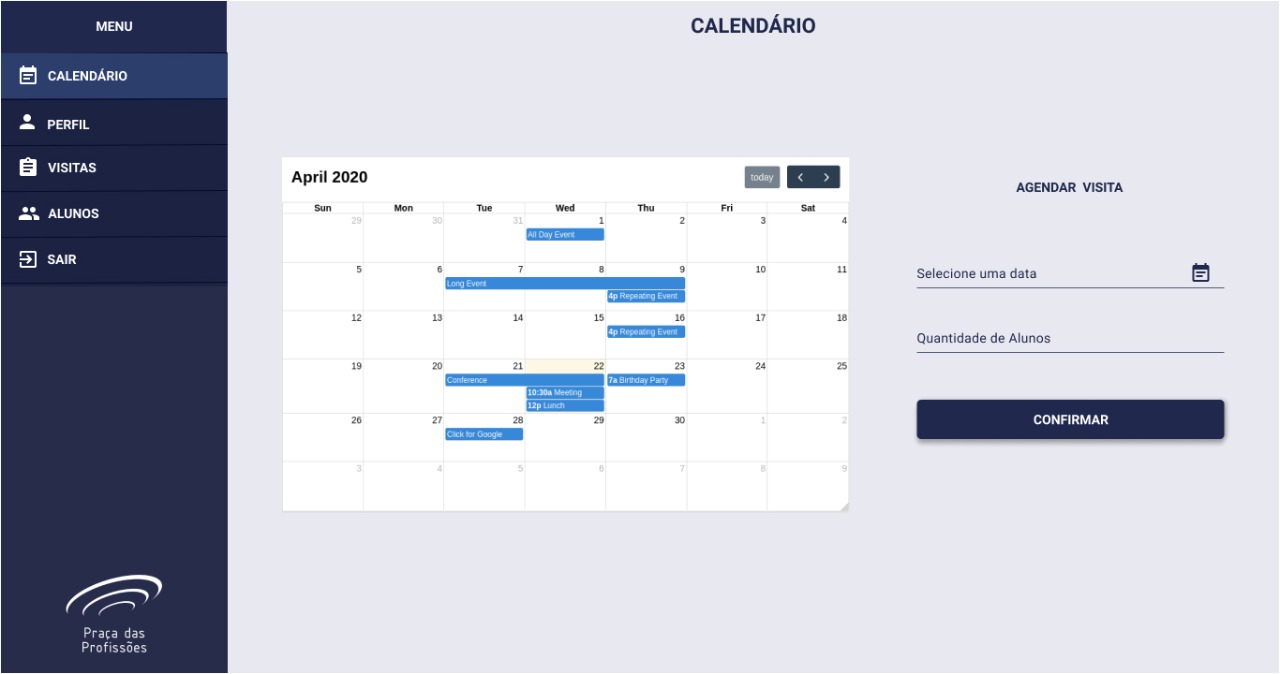 MENU
CALENDÁRIO
PERFIL
VISITAS
ALUNOS
SAIR
Praça das
Profissões
CALENDÁRIO
April 2020
today
Sun Mon Tue Wed Thu Fri Sat
29 30 31 1 2 3 4
All Day Event
5 6 7 8 9 10 11
Long Event
4p Repeating Event
12 13 14 15 16 17 18
4p Repeating Event
19 20 21 22 23 24 25
Conference 7a Birthday Party
10:30a Meeting
12p Lunch
26 27 28 29 30 1 2
Click for Google
3 4 5 6 7 8 9
AGENDAR VISITA
Selecione uma data
Quantidade de Alunos
CONFIRMAR